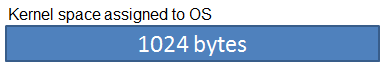 Kernel space assigned to OS
1024 bytes